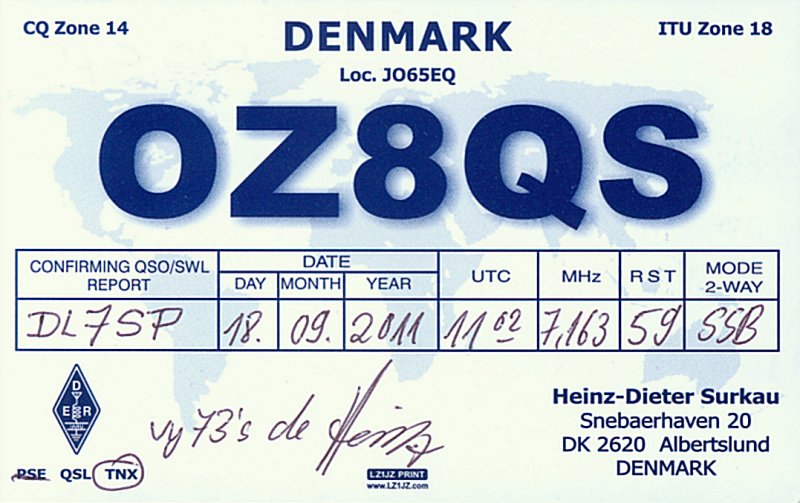 CQ Zone 14 DENMARK ITU Zone 18
Loc. JO65EQ
OZ8QS
CONFIRMING QSO/SWL REPORT DATE UTC MHz RST MODE 2-WAY
DAY MONTH YEAR
DL7SP 18. 09. 2011 11 02 7,163 59 SSB
D
E R
vy 73's de Heinz
Heinz-Dieter Surkau
Snebaerhaven 20
DK 2620 Albertslund
DENMARK
PSE QSL TNX
LZ1JZ PRINT
www.LZ1JZ.com